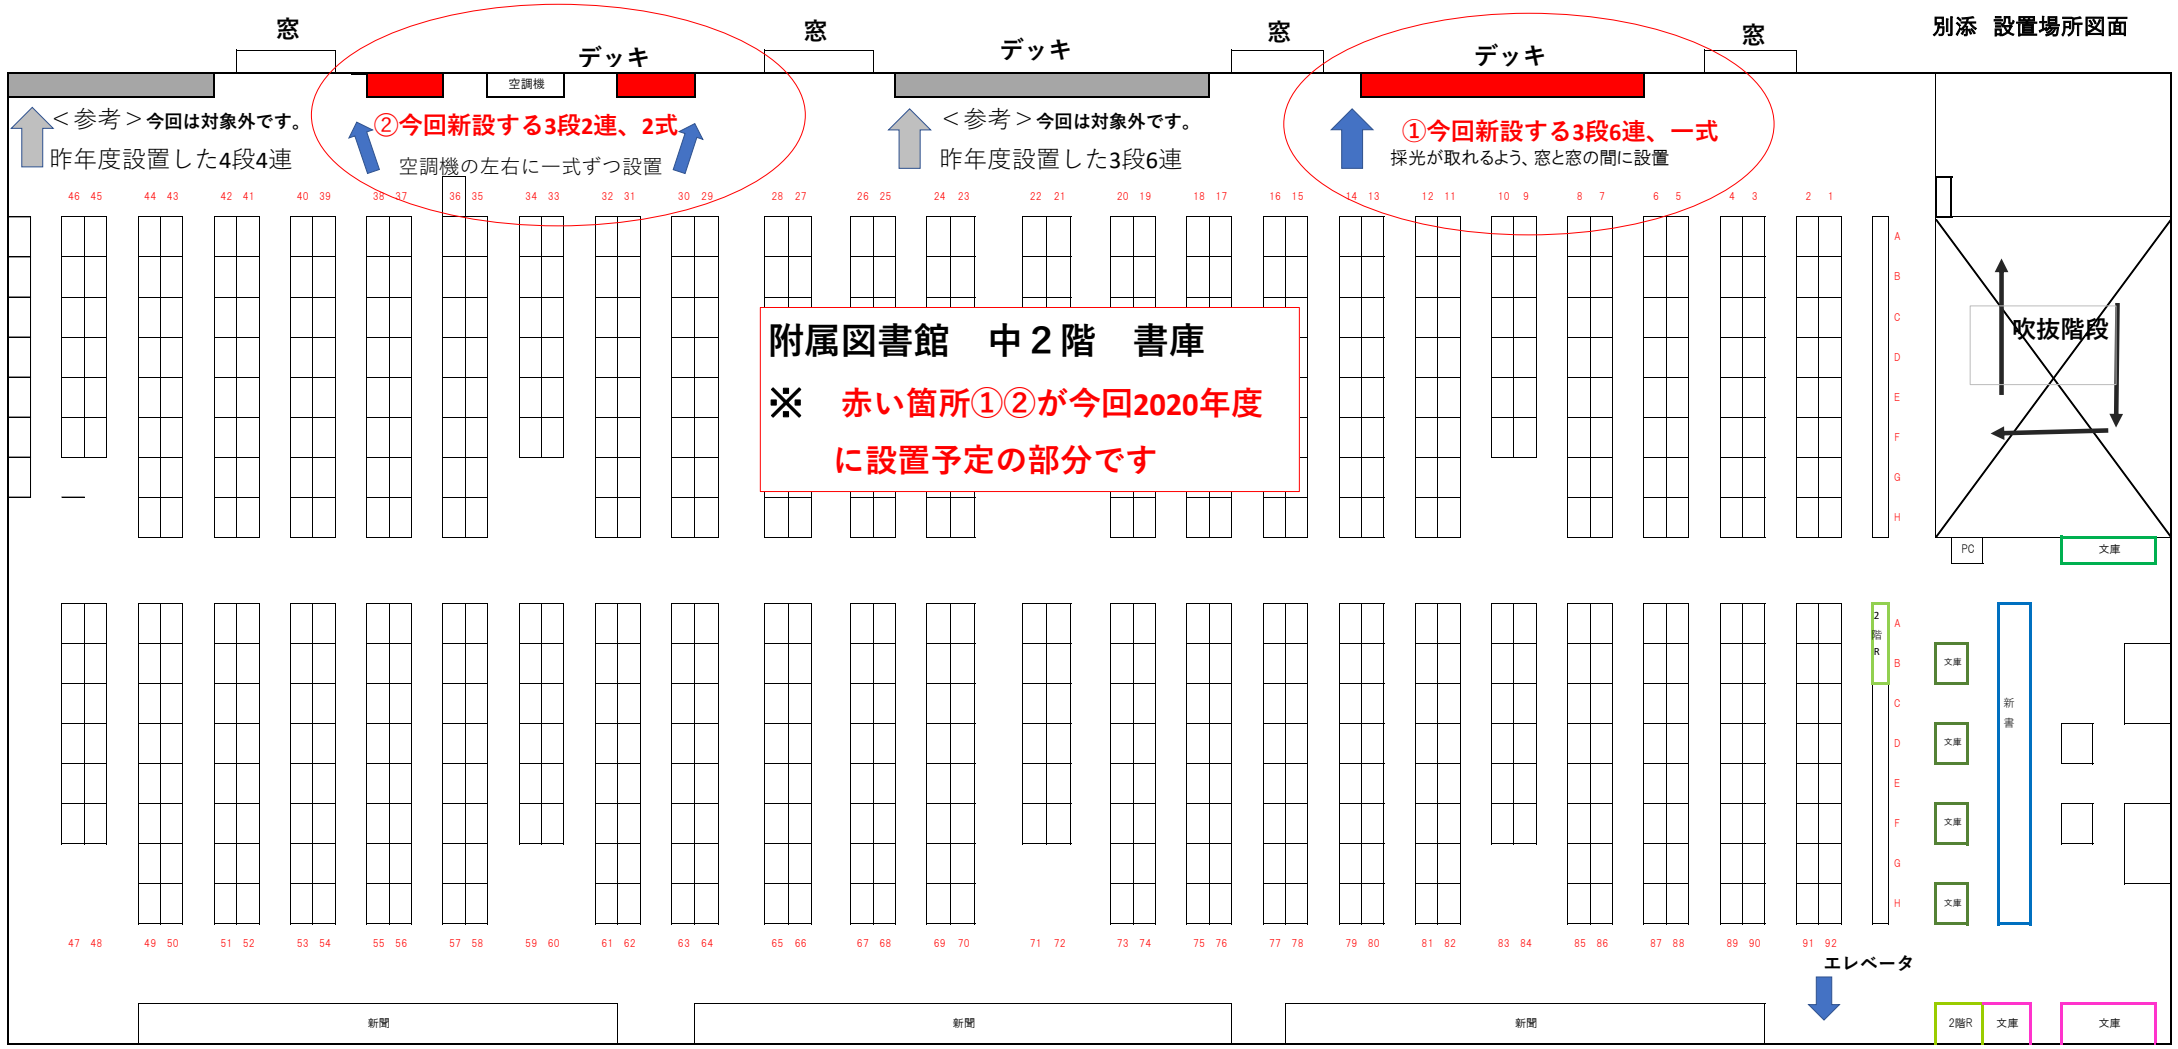 別添 設置場所図面
窓
デッキ
窓
デッキ
窓
デッキ
窓
空調機
＜参考＞今回は対象外です。
昨年度設置した4段4連
②今回新設する3段2連、2式
空調機の左右に一式ずつ設置
＜参考＞今回は対象外です。
昨年度設置した3段6連
①今回新設する3段6連、一式
採光が取れるよう、窓と窓の間に設置
46 45 44 43 42 41 40 39 38 37 36 35 34 33 32 31 30 29 28 27 26 25 24 23 22 21 20 19 18 17 16 15 14 13 12 11 10 9 8 7 6 5 4 3 2 1
A
B
C
D
E
F
G
H
附属図書館　中２階　書庫
※　赤い箇所①②が今回2020年度
に設置予定の部分です
吹抜階段
PC
文庫
2階R
A
B
C
D
E
F
G
H
文庫
文庫
文庫
文庫
新書
47 48 49 50 51 52 53 54 55 56 57 58 59 60 61 62 63 64 65 66 67 68 69 70 71 72 73 74 75 76 77 78 79 80 81 82 83 84 85 86 87 88 89 90 91 92
エレベータ
新聞
新聞
新聞
2階R
文庫
文庫